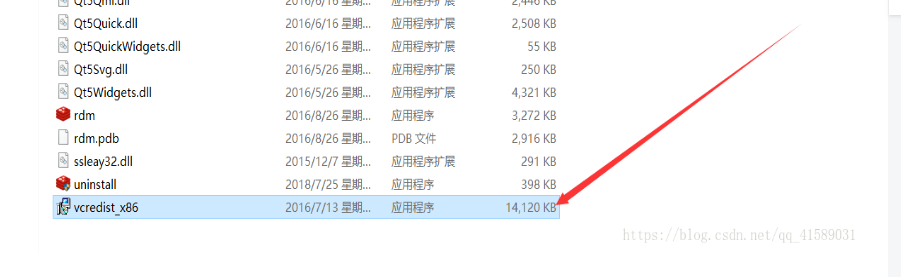 Qt5Qml.dll 2016/6/16 星期... 应用程序扩展 2,446 KB
Qt5Quick.dll 2016/6/16 星期... 应用程序扩展 2,508 KB
Qt5QuickWidgets.dll 2016/6/16 星期... 应用程序扩展 55 KB
Qt5Svg.dll 2016/5/26 星期... 应用程序扩展 250 KB
Qt5Widgets.dll 2016/5/26 星期... 应用程序扩展 4,321 KB
rdm 2016/8/26 星期... 应用程序 3,272 KB
rdm.pdb 2016/8/26 星期... PDB 文件 2,916 KB
ssleay32.dll 2015/12/7 星期... 应用程序扩展 291 KB
uninstall 2018/7/25 星期... 应用程序 398 KB
vcredist_x86 2016/7/13 星期... 应用程序 14,120 KB
https://blog.csdn.net/qq_41589031